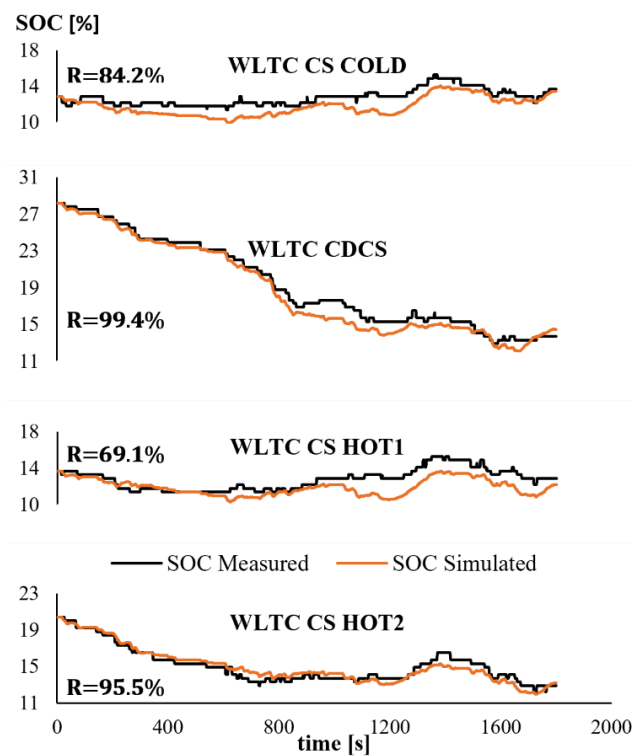 SOC [%]
18
14
10
R=84.2%
WLTC CS COLD
31
27
23
19
15
11
WLTC CDCS
R=99.4%
18
14
10
R=69.1%
WLTC CS HOT1
SOC Measured SOC Simulated
23
19
15
11
WLTC CS HOT2
R=95.5%
0 400 800 1200 1600 2000
time [s]